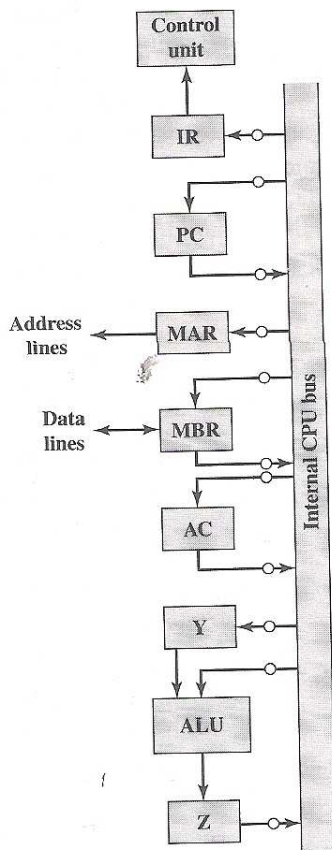 Control
unit
IR
PC
Address
lines
MAR
Data
lines
MBR
Internal CPU bus
AC
Y
ALU
Z